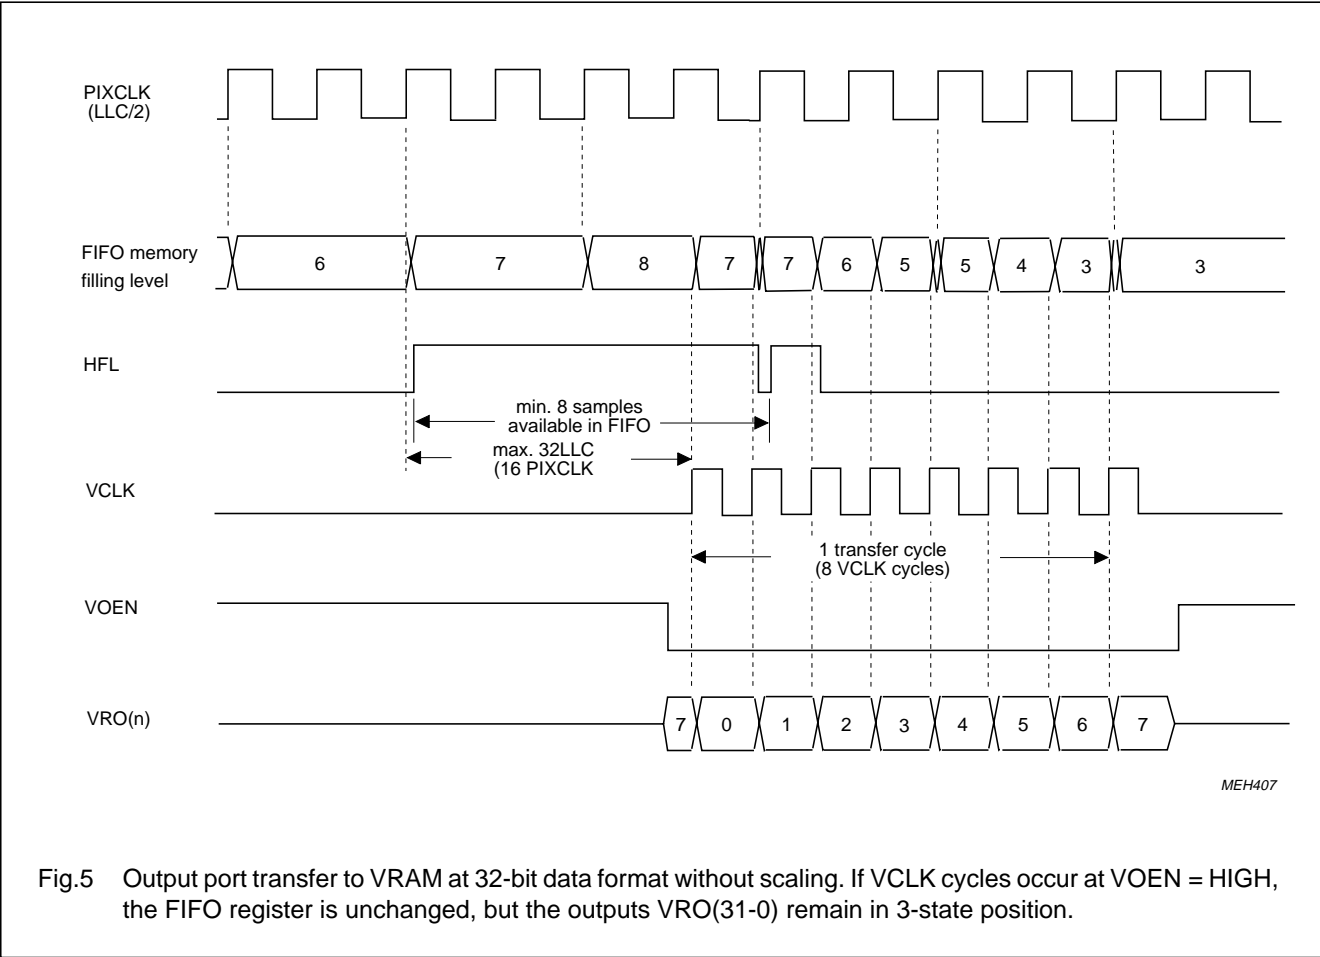 PIXCLK
(LLC/2)
FIFO memory
filling level
6 7 8 7 7 6 5 5 4 3 3
HFL
min. 8 samples
available in FIFO
max. 32LLC
(16 PIXCLK
VCLK
1 transfer cycle
(8 VCLK cycles)
VOEN
VRO(n)
7 0 1 2 3 4 5 6 7
MEH407
Fig.5 Output port transfer to VRAM at 32-bit data format without scaling. If VCLK cycles occur at VOEN = HIGH,
the FIFO register is unchanged, but the outputs VRO(31-0) remain in 3-state position.